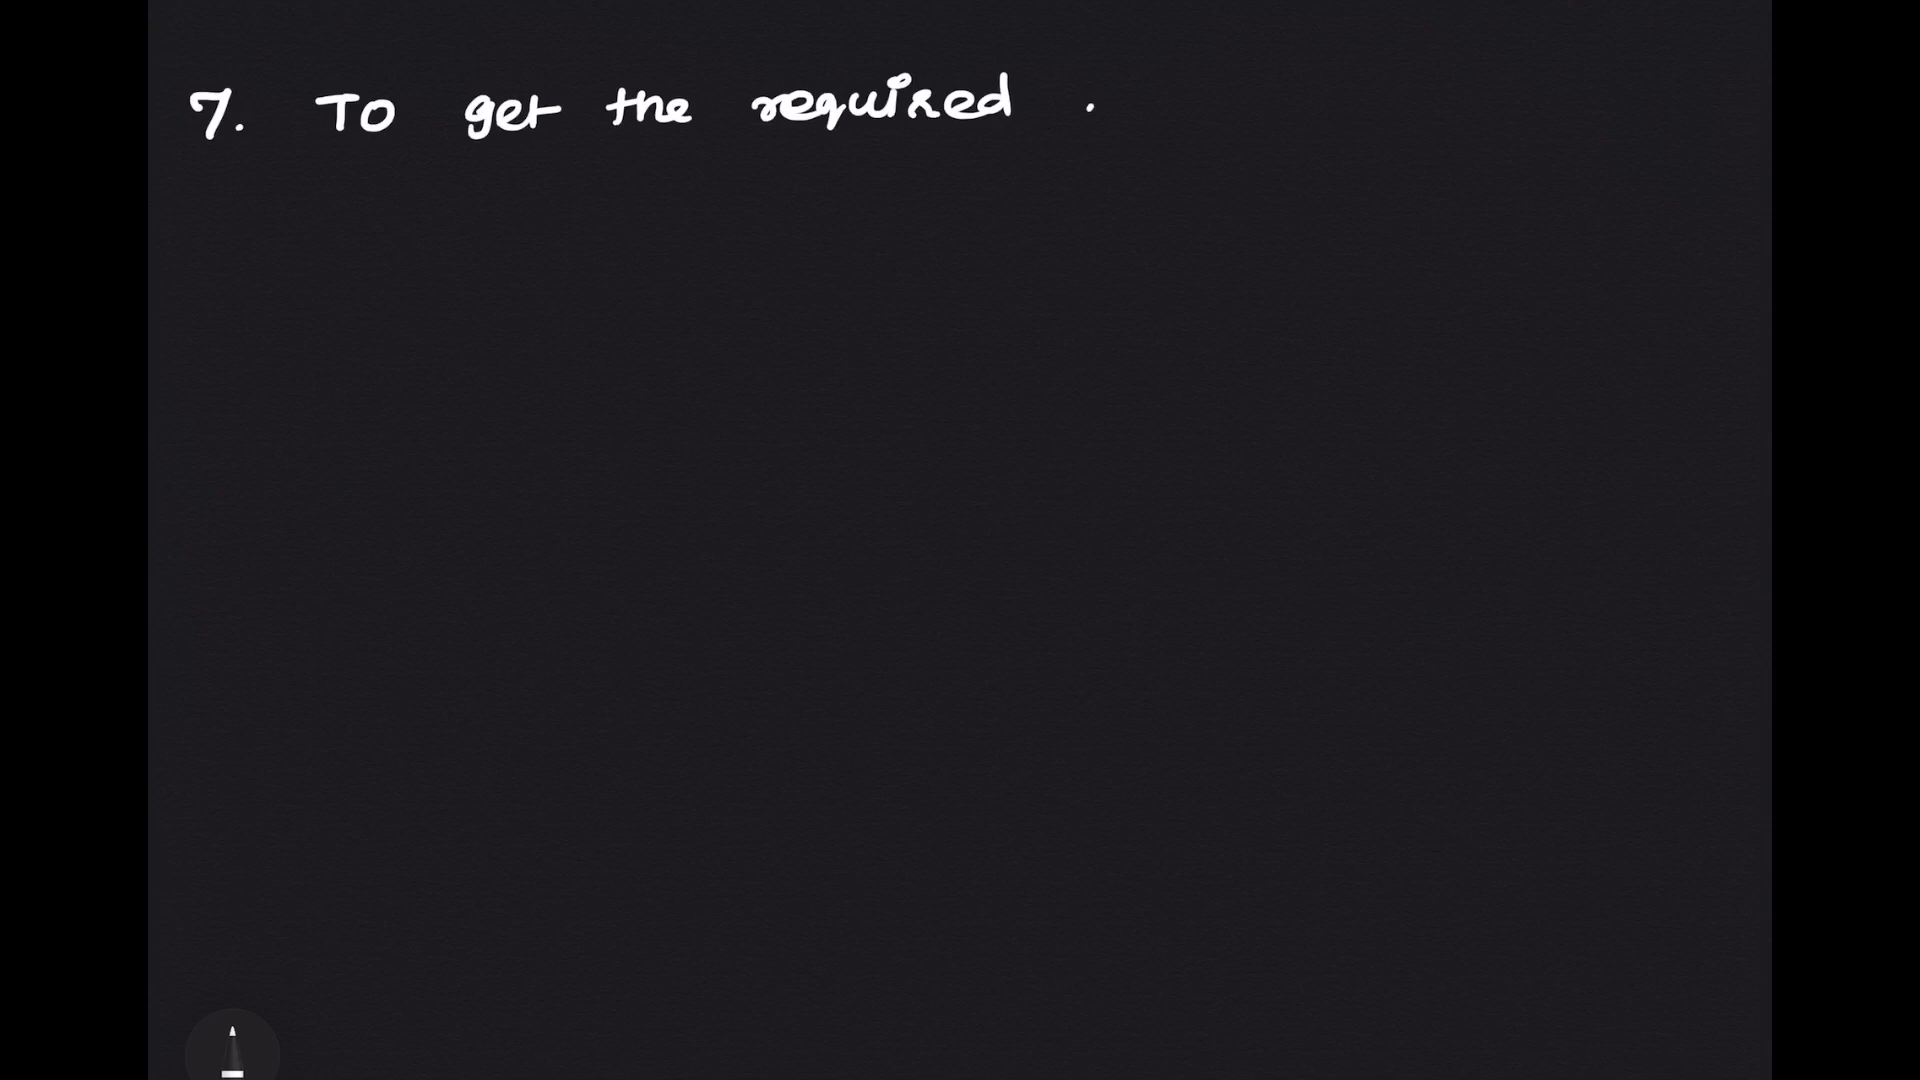 7. To get the required .